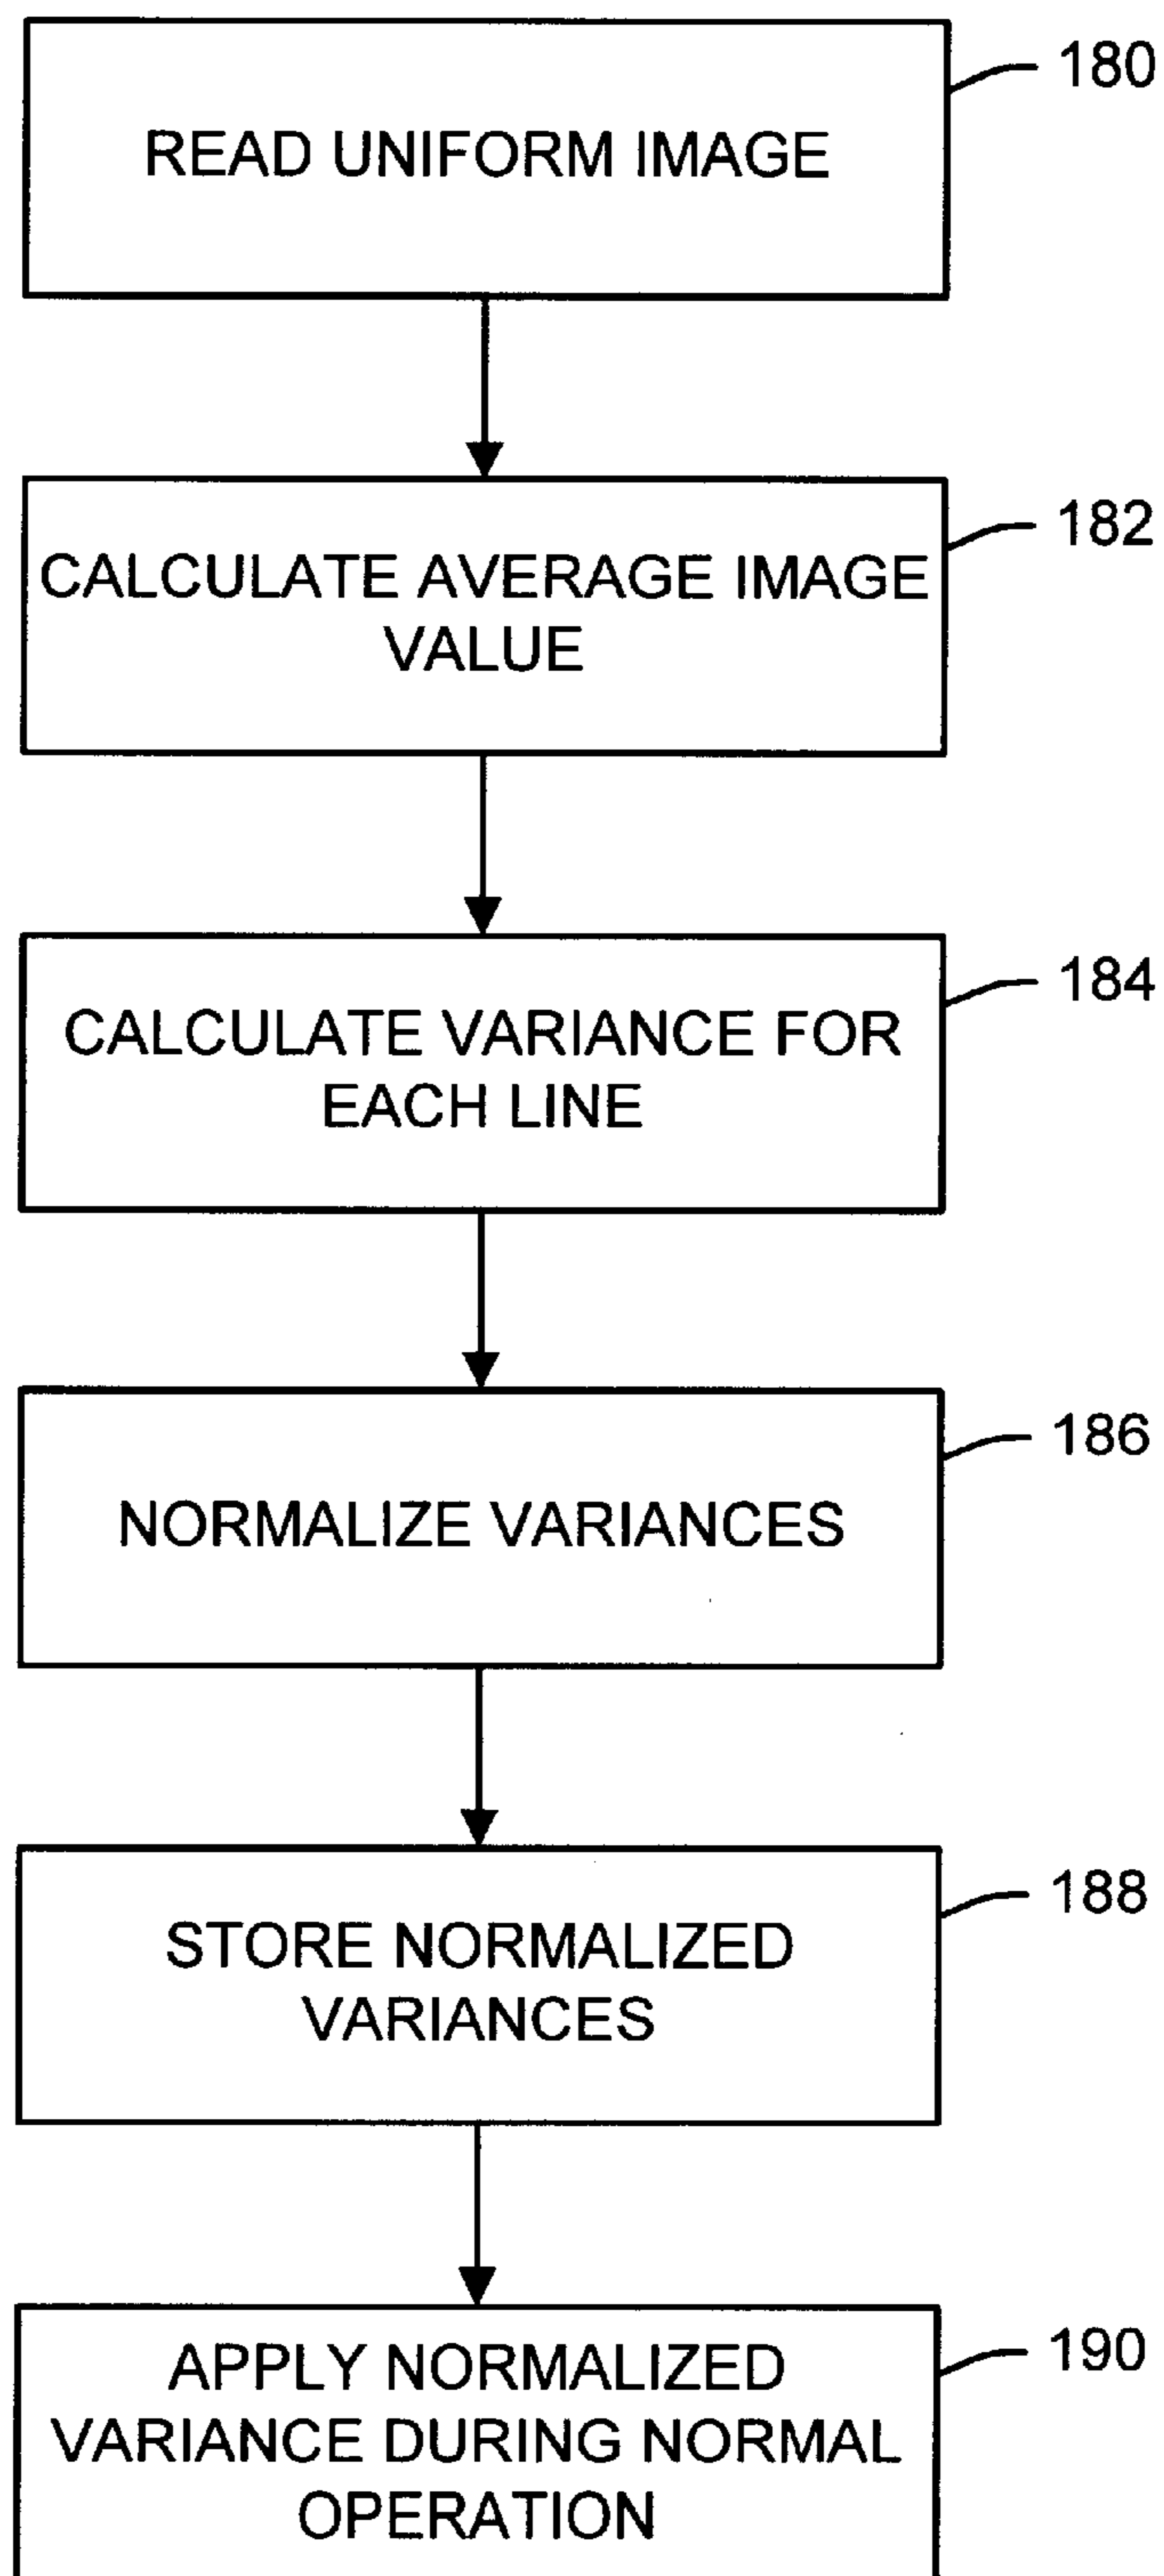 180
READ UNIFORM IMAGE
182
CALCULATE AVERAGE IMAGE
VALUE
184
CALCULATE VARIANCE FOR
EACH LINE
186
NORMALIZE VARIANCES
188
STORE NORMALIZED
VARIANCES
190
APPLY NORMALIZED
VARIANCE DURING NORMAL
OPERATION